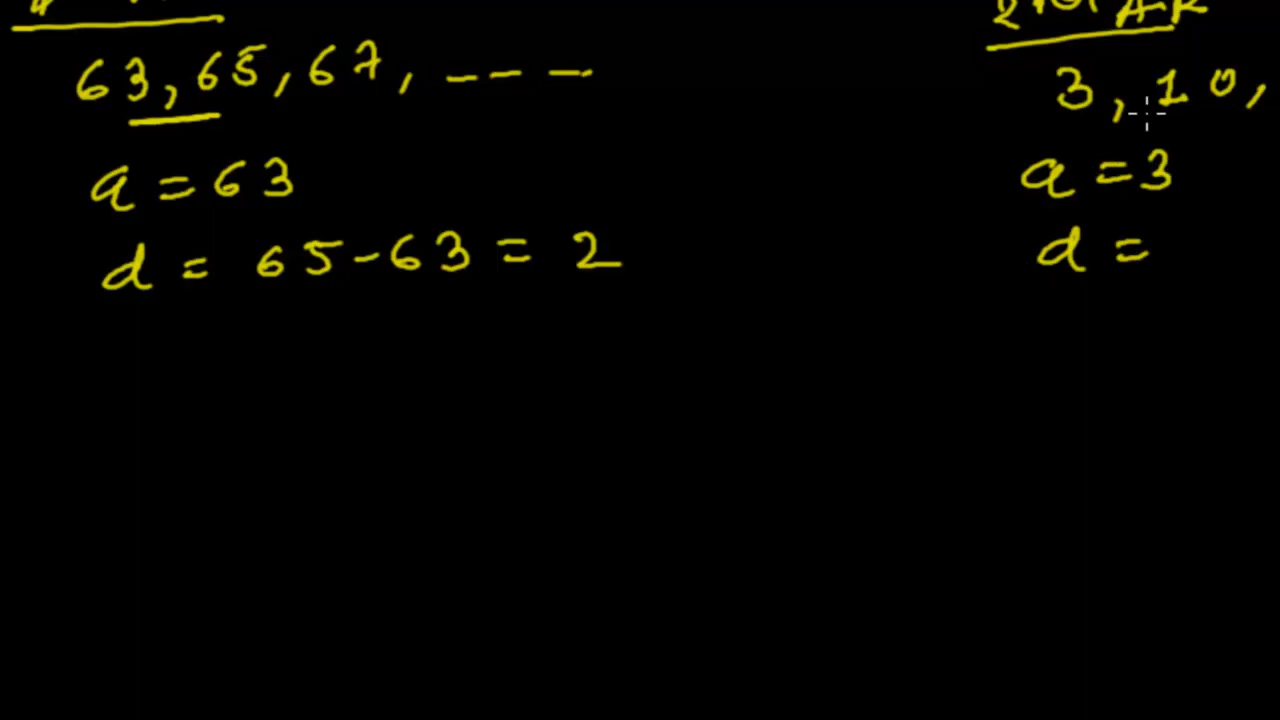 63, 65, 67, ----
a = 63
d = 65-63 = 2
3, 10,
a = 3
d =